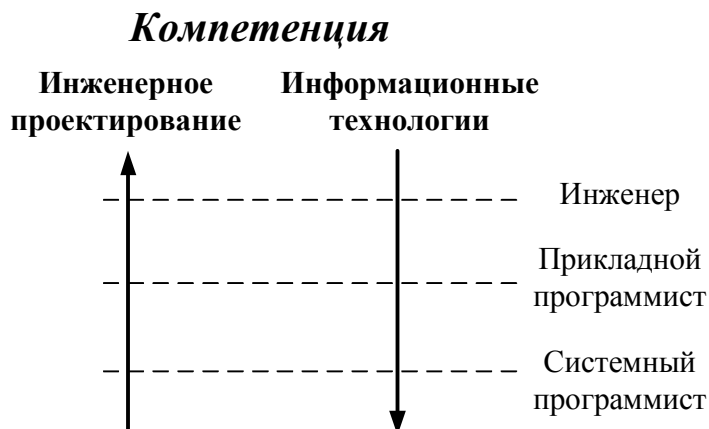 Компетенция
Инженерное
проектирование
Информационные
технологии
Инженер
Прикладной
программист
Системный
программист